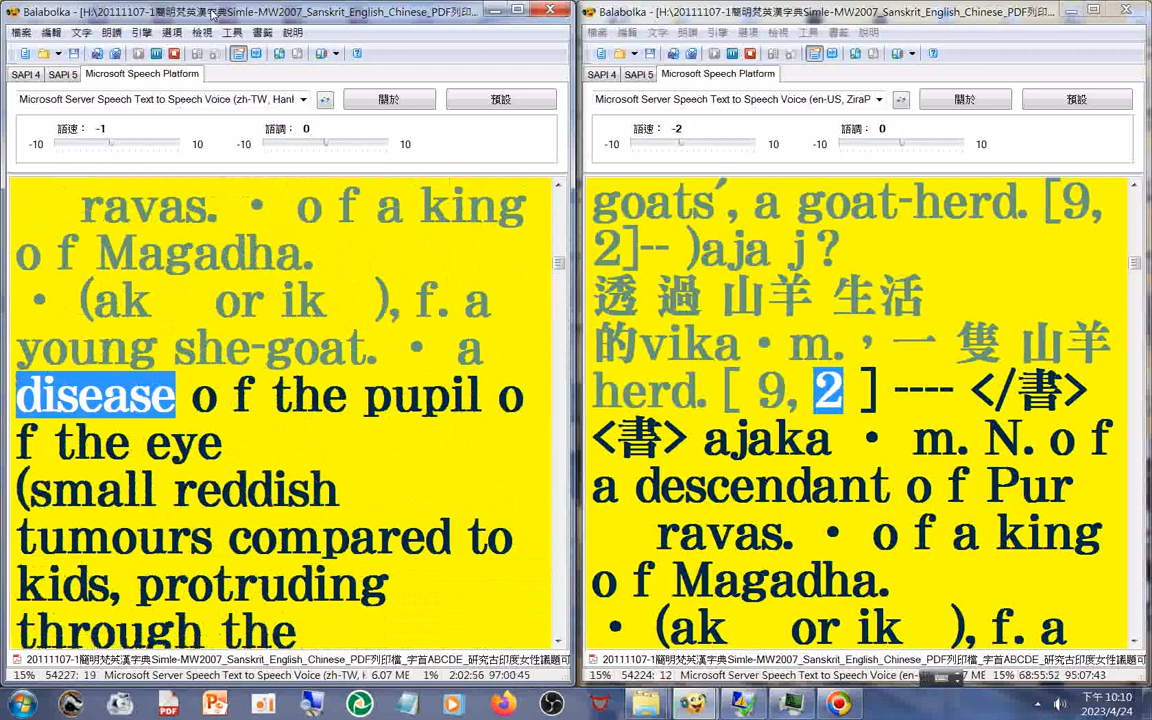 Balabolka - [H:\20111107-1簡明梵英漢字典Simle-MW2007_Sanskrit_English_Chinese_PDF列印...
檔案 編輯 文字 朗讀 引擎 選項 檢視 工具 書籤 說明
SAPI 4 SAPI 5 Microsoft Speech Platform
Microsoft Server Speech Text to Speech Voice (zh-TW, Hanl 關於 預設
語速： -1 語調： 0
-10 10 -10 10
ravas. • o f a king
o f Magadha.
• (ak or ik ), f. a
young she-goat. • a
disease o f the pupil o
f the eye
(small reddish
tumours compared to
kids, protruding
through the
20111107-1簡明梵英漢字典Simle-MW2007_Sanskrit_English_Chinese_PDF列印檔_字首ABCDE_研究古印度女性議題可
15% 54227: 19 Microsoft Server Speech Text to Speech Voice (zh-TW, H 6.07 MB 1% 2:02:56 97:00:45
Balabolka - [H:\20111107-1簡明梵英漢字典Simle-MW2007_Sanskrit_English_Chinese_PDF列印...
檔案 編輯 文字 朗讀 引擎 選項 檢視 工具 書籤 說明
SAPI 4 SAPI 5 Microsoft Speech Platform
Microsoft Server Speech Text to Speech Voice (en-US, ZiraP 關於 預設
語速： -2 語調： 0
-10 10 -10 10
goats′, a goat-herd. [9,
2]-- )aja j ?
透 過 山羊 生活
的vika • m. ，一 隻 山羊
herd. [ 9, 2 ] ---- </書>
<書> ajaka • m. N. o f
a descendant o f Pur
ravas. • o f a king
o f Magadha.
• (ak or ik ), f. a
20111107-1簡明梵英漢字典Simle-MW2007_Sanskrit_English_Chinese_PDF列印檔_字首ABCDE_研究古印度女性議題可
15% 54224: 12 Microsoft Server Speech Text to Speech Voice (en- 15% 68:55:52 95:07:43
下午 10:10
2023/4/24